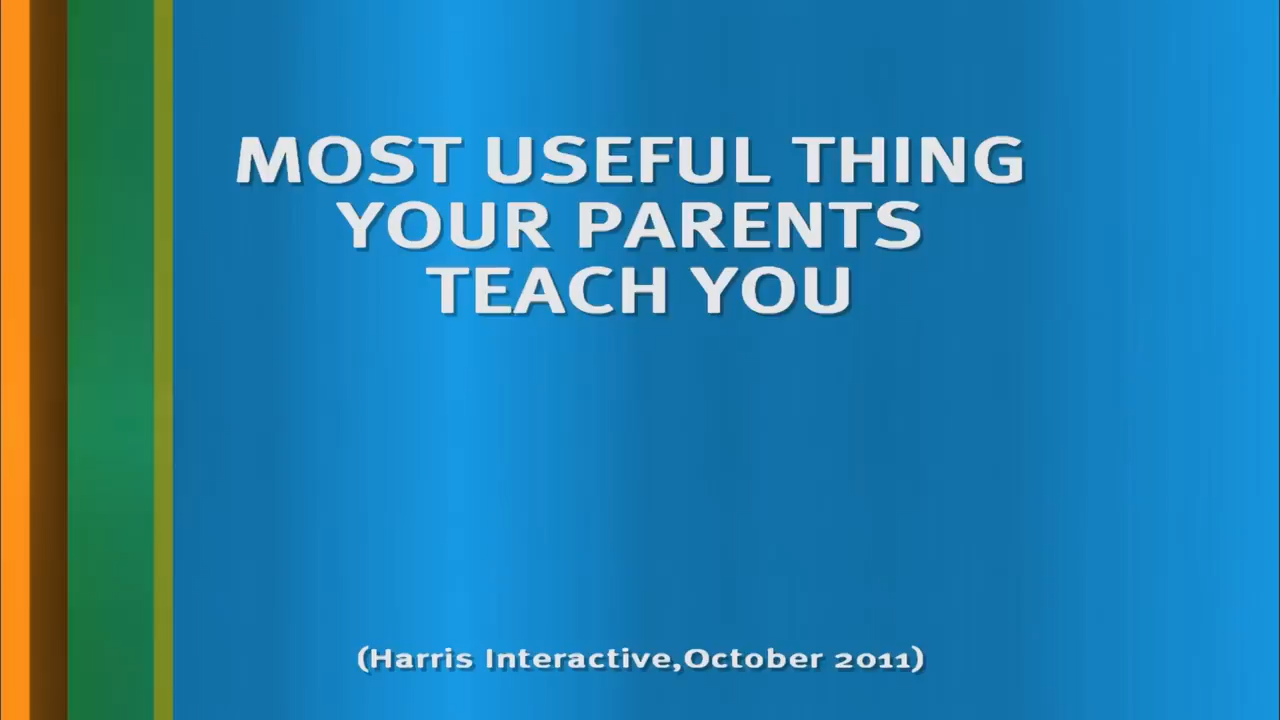 MOST USEFUL THING
YOUR PARENTS
TEACH YOU
(Harris Interactive,October 2011)